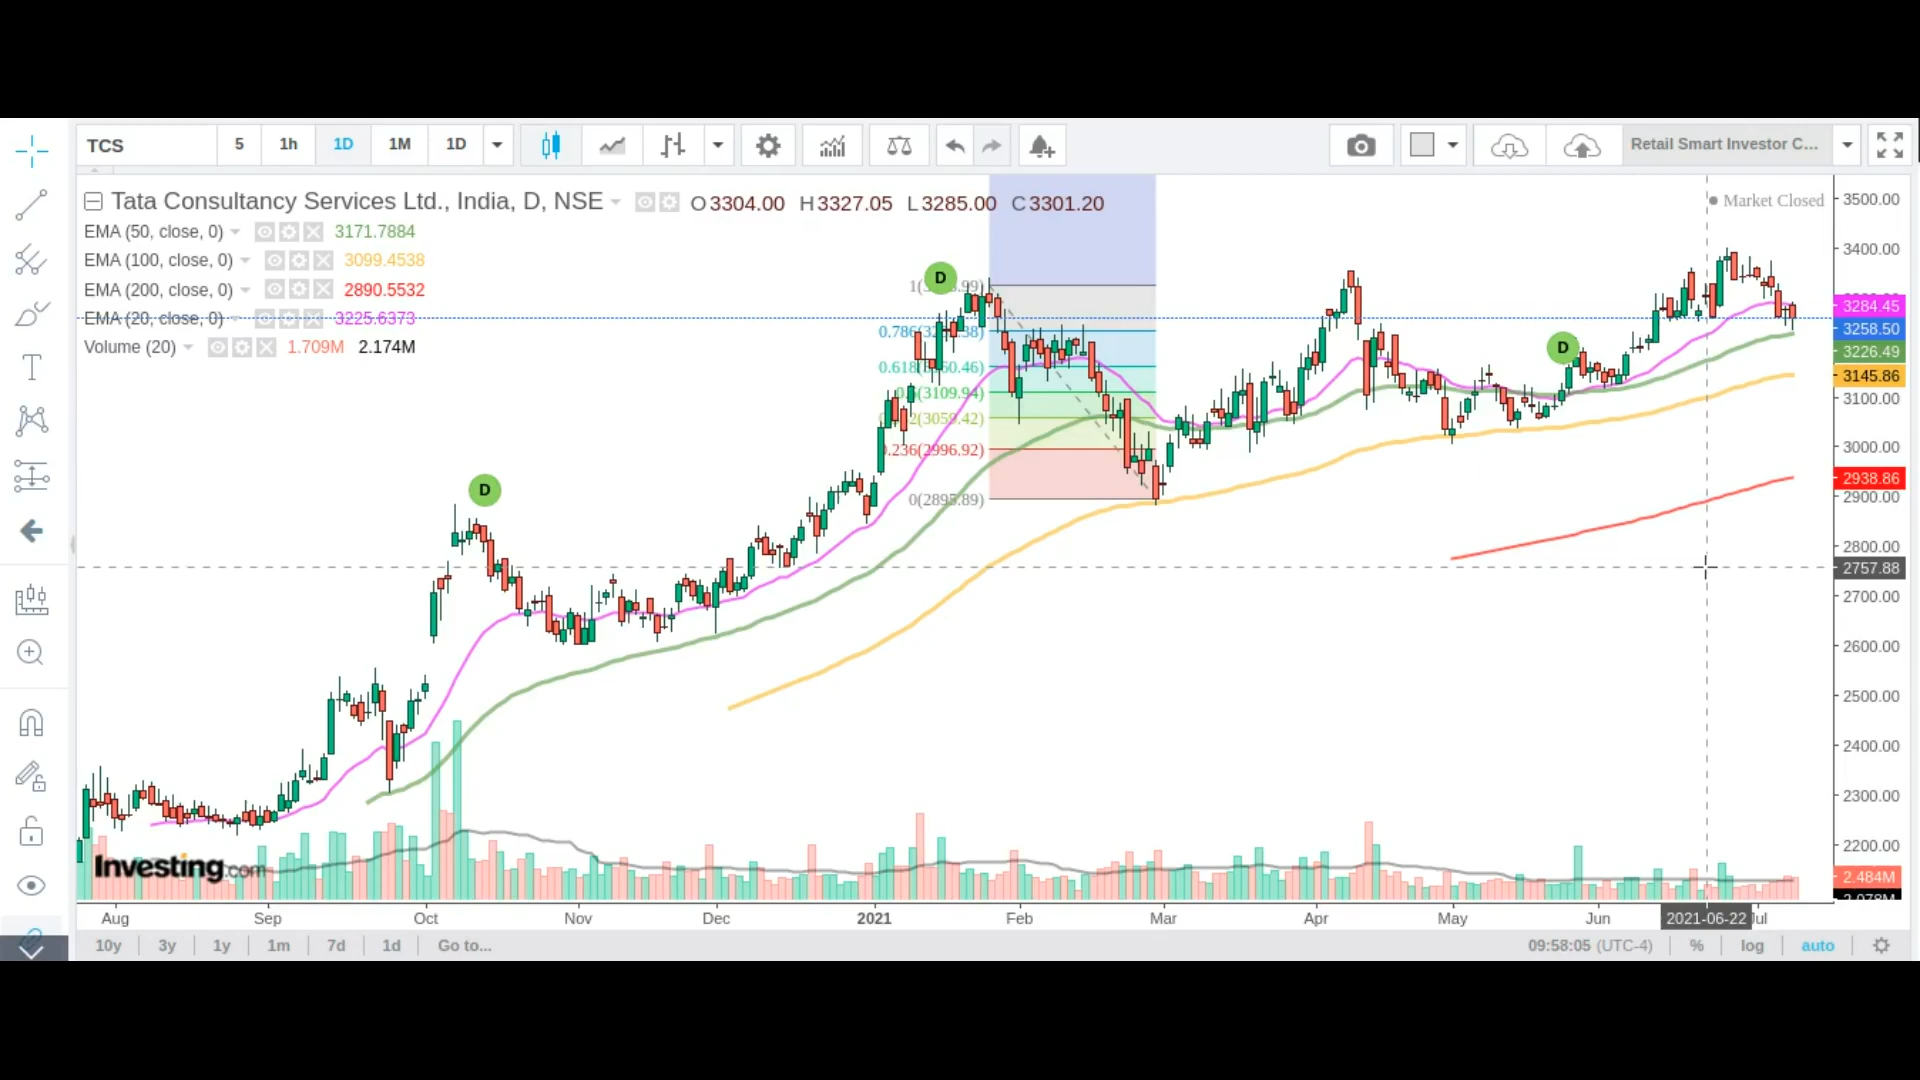 TCS 5 1h 1D 1M 1D Retail Smart Investor C...
Tata Consultancy Services Ltd., India, D, NSE O3304.00 H3327.05 L3285.00 C3301.20 Market Closed
EMA (50, close, 0) 3171.7884
EMA (100, close, 0) 3099.4538
EMA (200, close, 0) 2890.5532
EMA (20, close, 0) 3225.6373
Volume (20) 1.709M 2.174M
D
D
D
0.618
(3109.94)
(3059.42)
0.236(2996.92)
0(2895.89)
3500.00
3400.00
3284.45
3258.50
3226.49
3145.86
3100.00
3000.00
2938.86
2900.00
2800.00
2757.88
2700.00
2600.00
2500.00
2400.00
2300.00
2200.00
2.484M
Investing.com
Aug Sep Oct Nov Dec 2021 Feb Mar Apr May Jun 2021-06-22 Jul
10y 3y 1y 1m 7d 1d Go to... 09:58:05 (UTC-4) % log auto